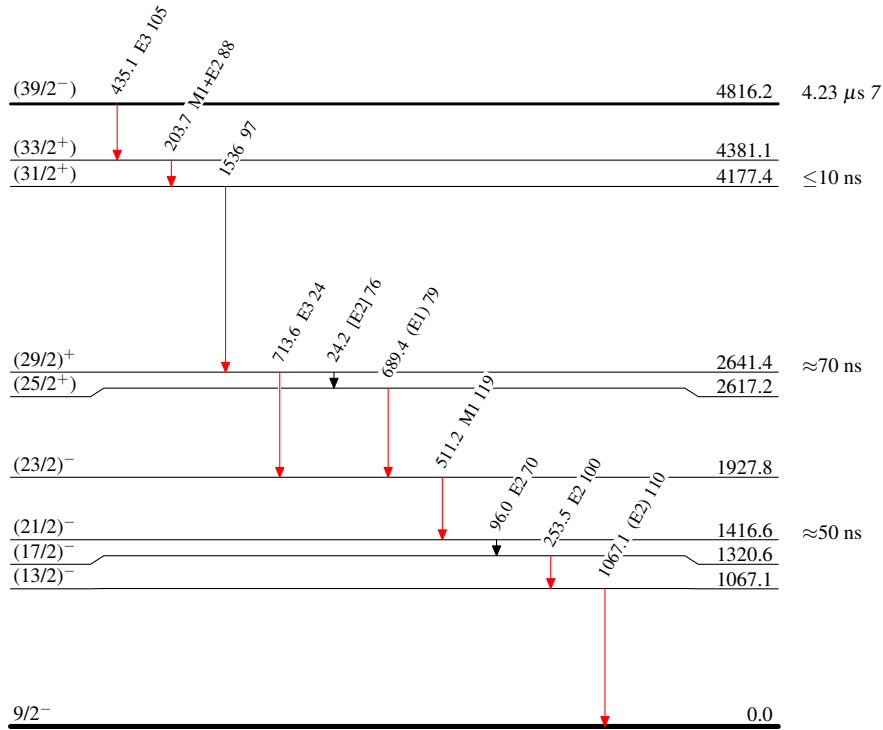 435.1 E3 105
203.7 M1+E2 88
1536 97
713.6 E3 24
24.2 [E2] 76
689.4 (E1) 79
511.2 M1 119
96.0 E2 70
253.5 E2 100
1067.1 (E2) 110
(39/2⁻) 4816.2 4.23 μs 7
(33/2⁺) 4381.1
(31/2⁺) 4177.4 ≤10 ns
(29/2)⁺ 2641.4 ≈70 ns
(25/2⁺) 2617.2
(23/2)⁻ 1927.8
(21/2)⁻ 1416.6 ≈50 ns
(17/2)⁻ 1320.6
(13/2)⁻ 1067.1
9/2⁻ 0.0